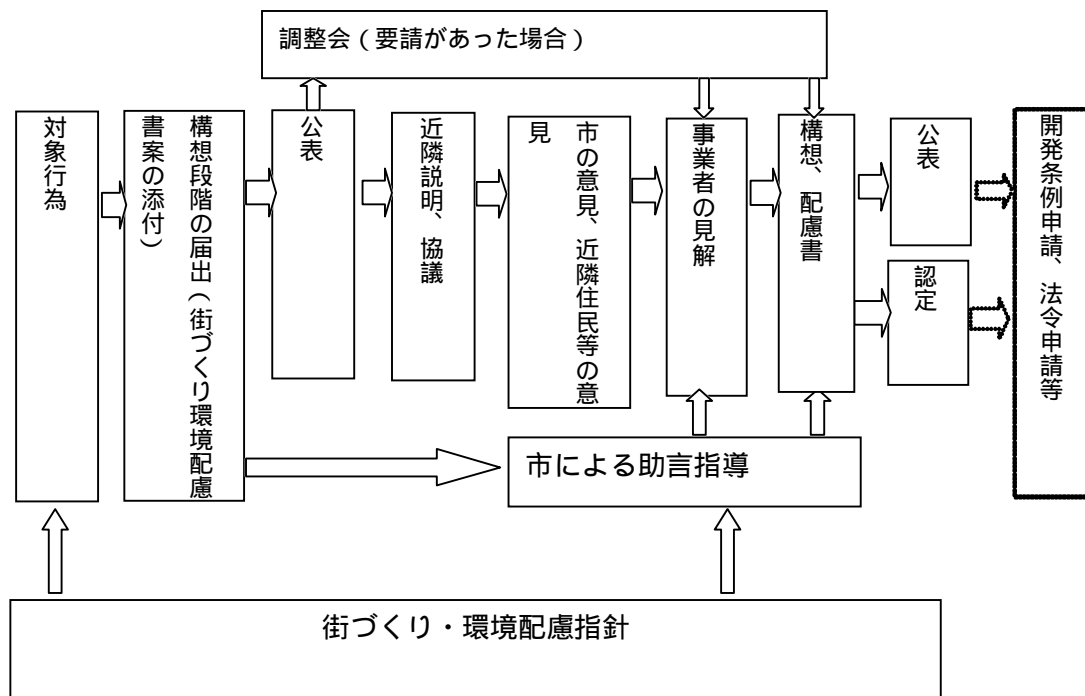 調整会（要請があった場合）
対象行為
構想段階の届出（街づくり環境配慮
書案の添付）
公表
近隣説明、協議
市の意見、近隣住民等の意
見
事業者の見解
構想、配慮書
公表
認定
開発条例申請、法令申請等
市による助言指導
街づくり・環境配慮指針